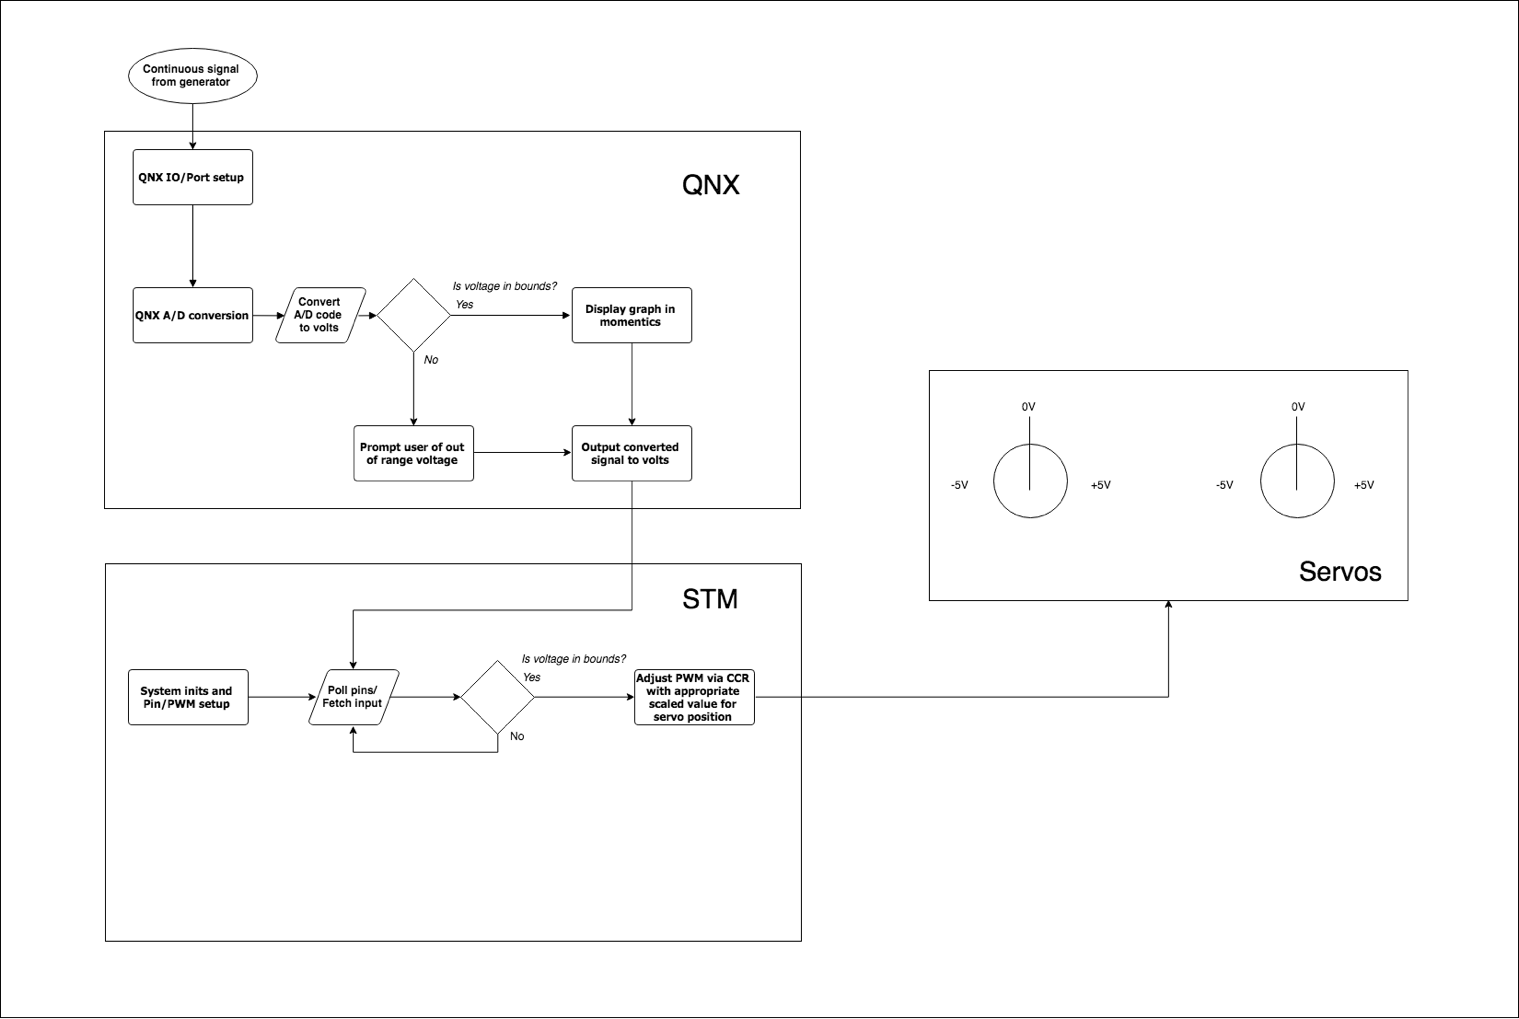 Continuous signal
from generator
QNX IO/Port setup
QNX
QNX A/D conversion
Convert
A/D code
to volts
Is voltage in bounds?
Yes
No
Display graph in
momentics
Prompt user of out
of range voltage
Output converted
signal to volts
STM
System inits and
Pin/PWM setup
Poll pins/
Fetch input
Is voltage in bounds?
Yes
No
Adjust PWM via CCR
with appropriate
scaled value for
servo position
0V
-5V
+5V
0V
-5V
+5V
Servos